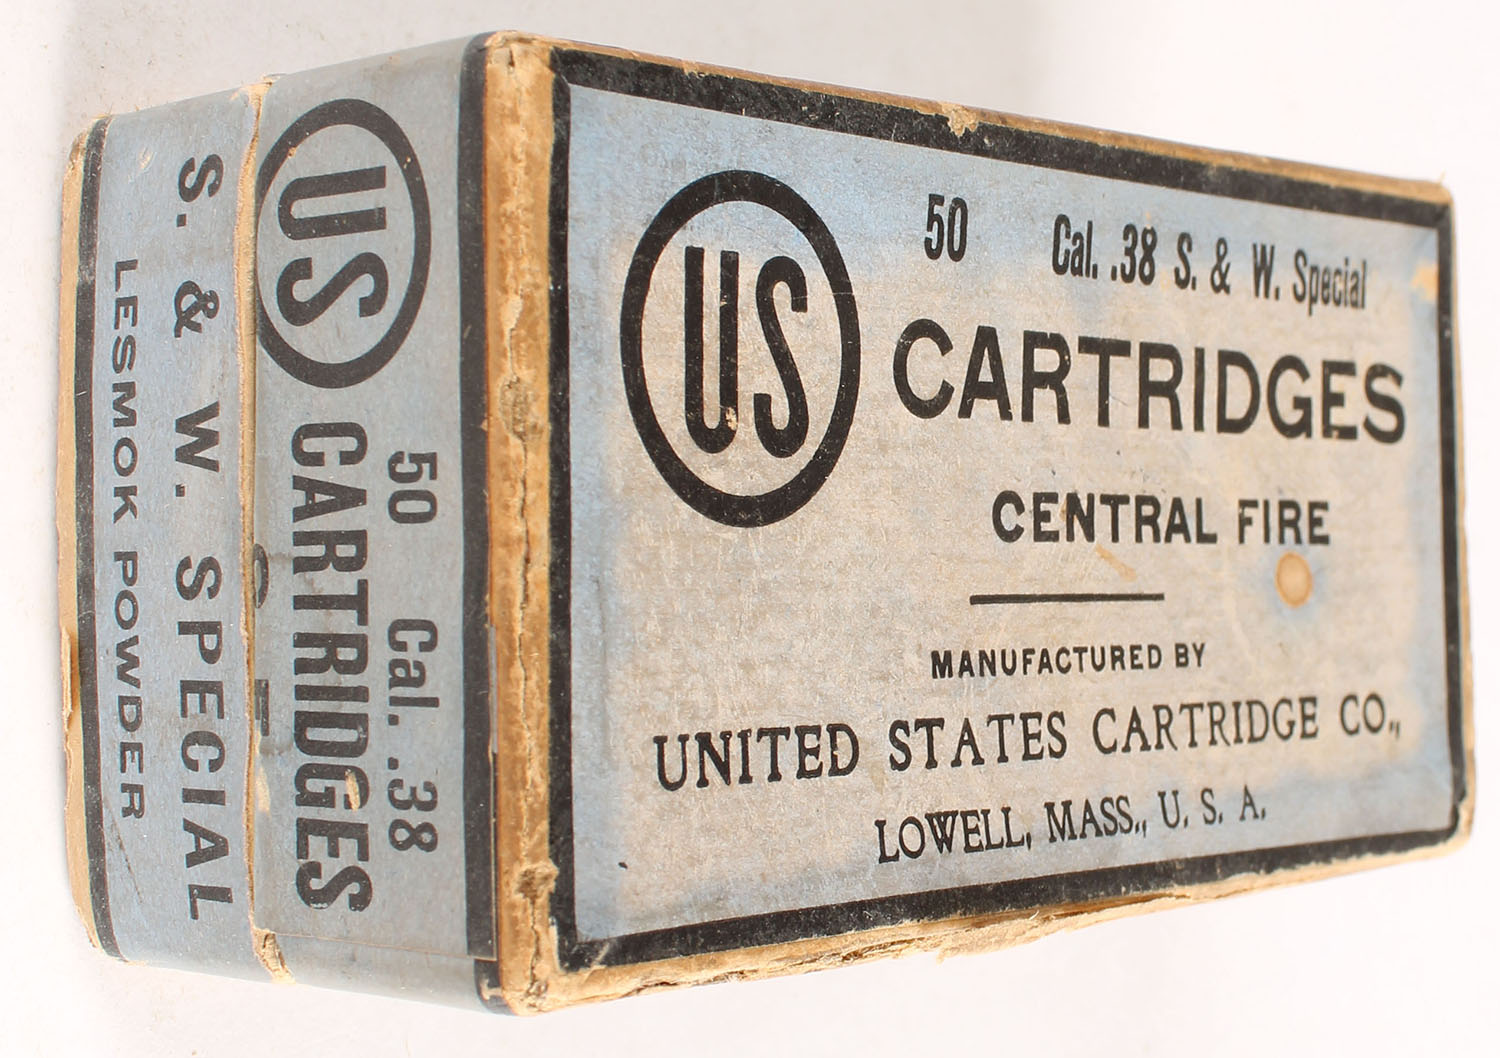 US
50 Cal. .38 S. & W. Special
CARTRIDGES
CENTRAL FIRE
MANUFACTURED BY
UNITED STATES CARTRIDGE CO.,
LOWELL, MASS., U. S. A.
US
50 Cal. .38
CARTRIDGES
S. & W. SPECIAL
LESMOK POWDER